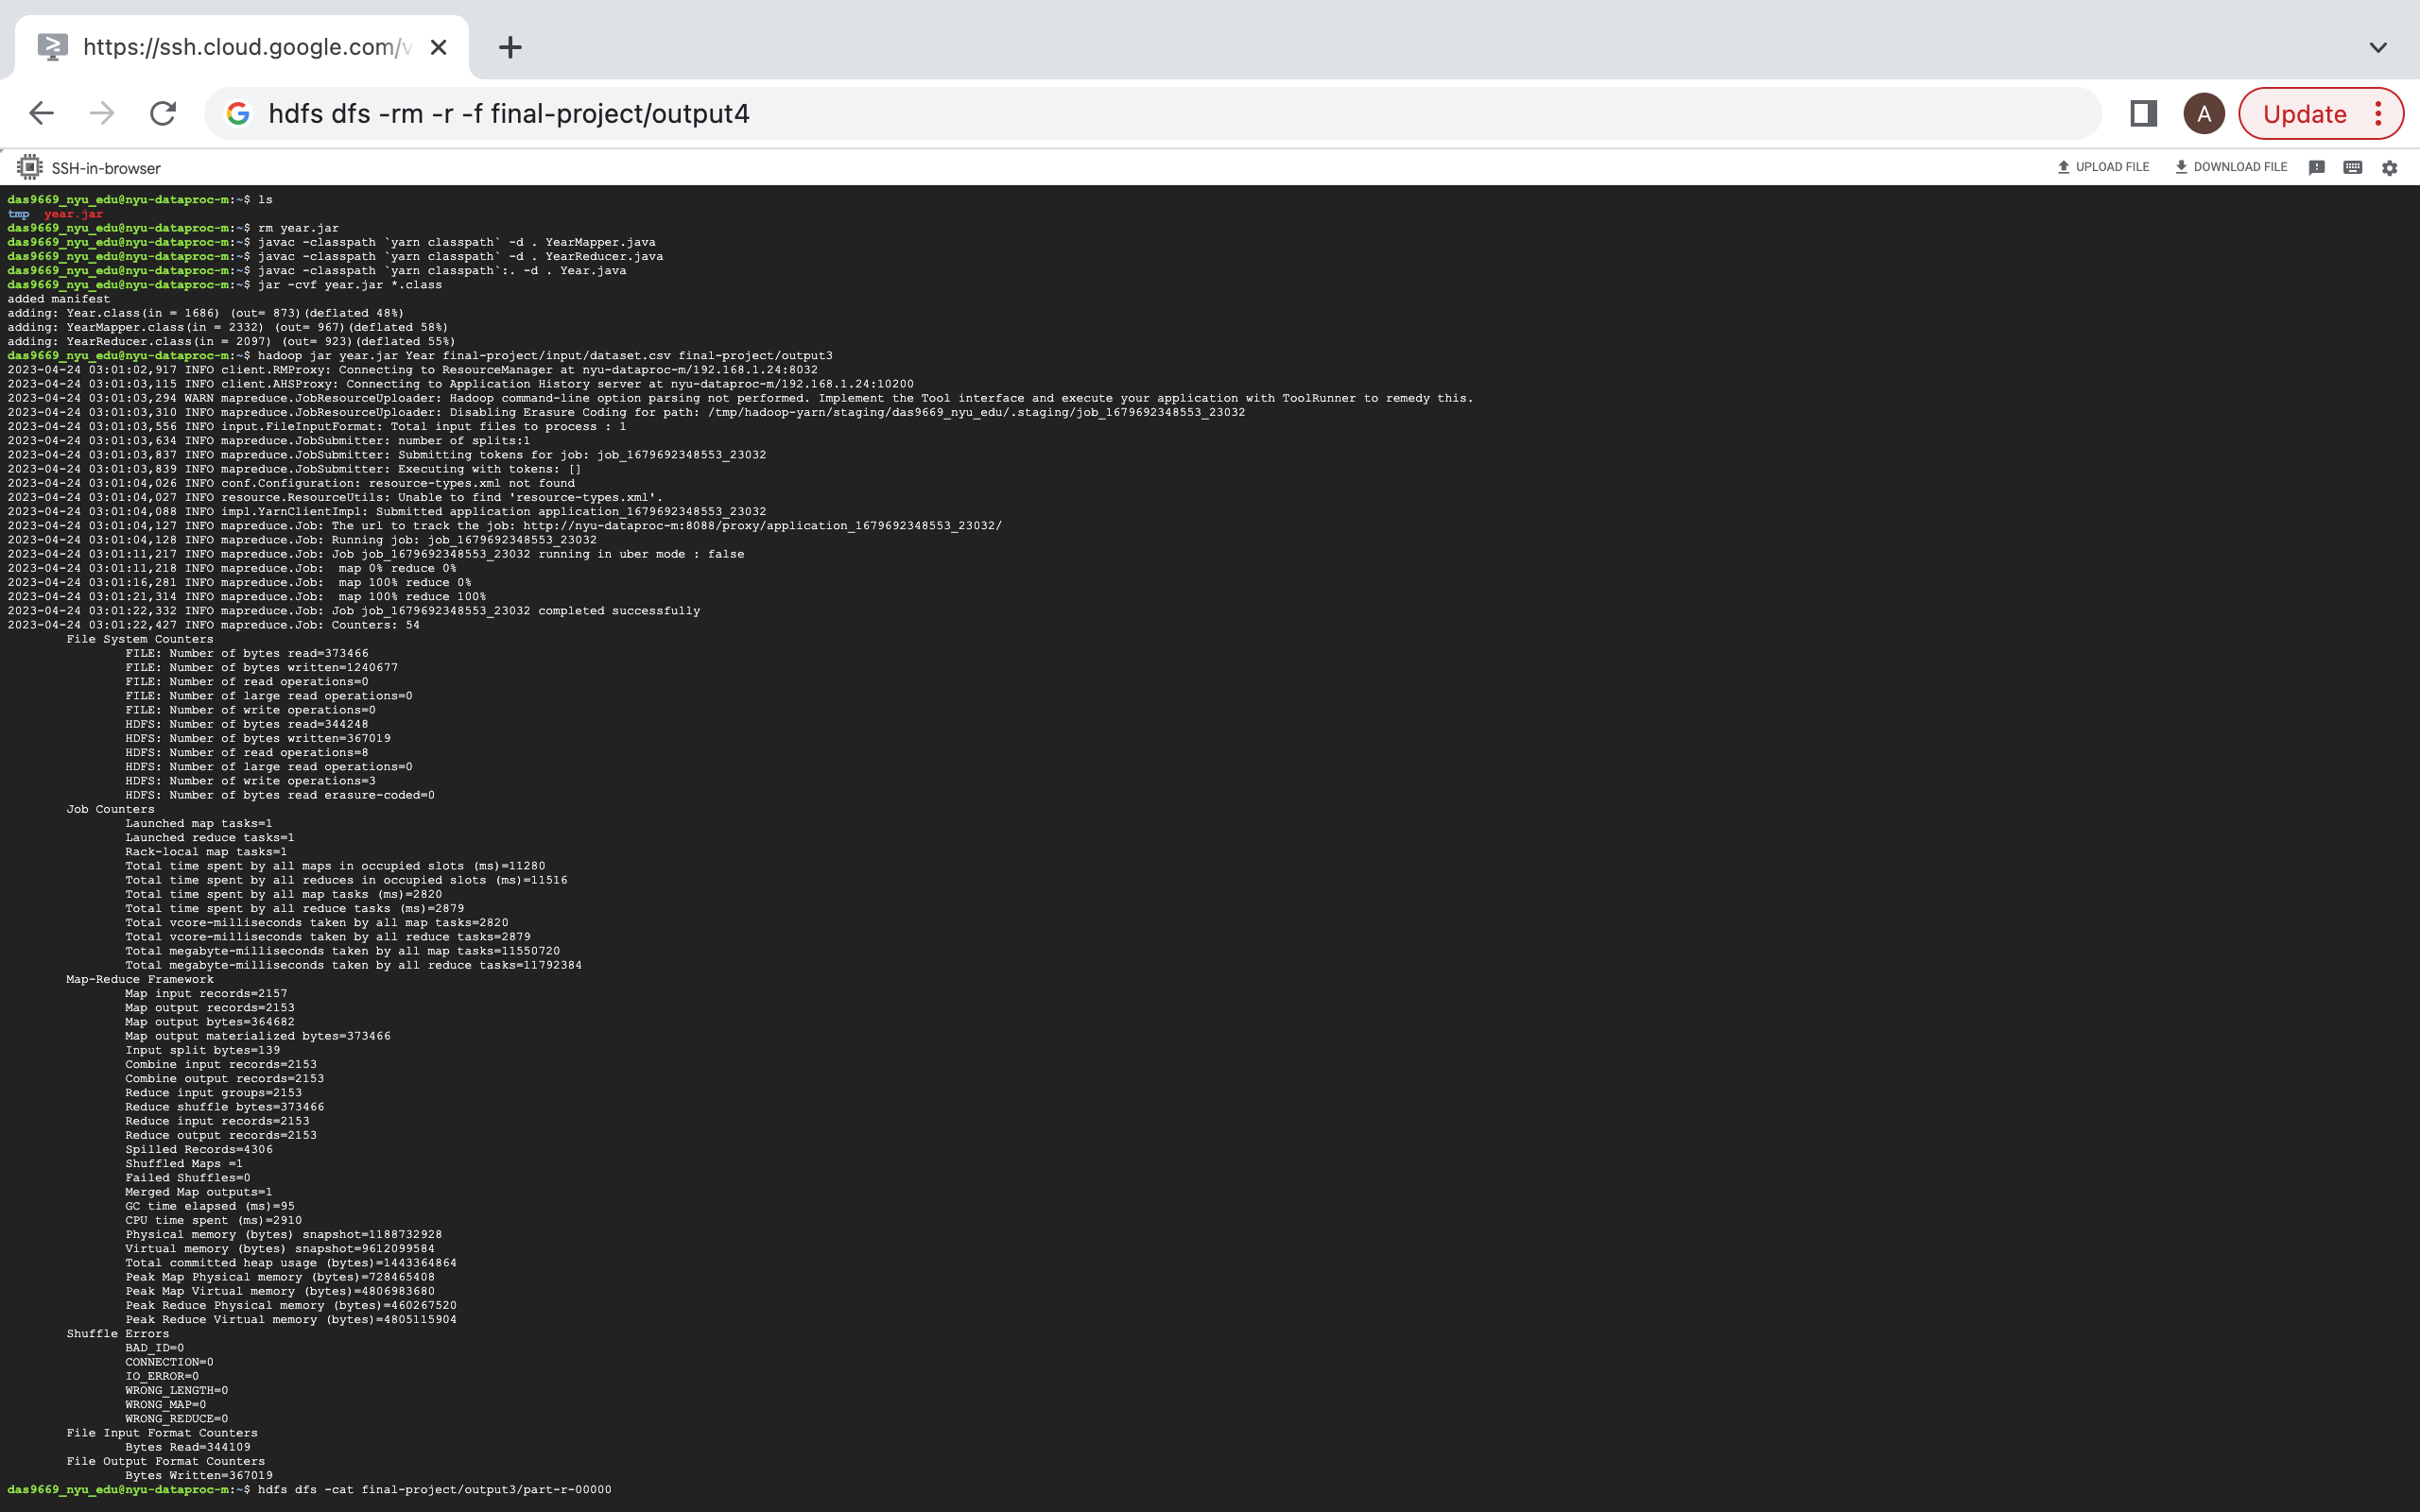 https://ssh.cloud.google.com/v
hdfs dfs -rm -r -f final-project/output4
A
Update
SSH-in-browser
UPLOAD FILE
DOWNLOAD FILE
das9669_nyu_edu@nyu-dataproc-m:~$ ls
tmp  year.jar
das9669_nyu_edu@nyu-dataproc-m:~$ rm year.jar
das9669_nyu_edu@nyu-dataproc-m:~$ javac -classpath `yarn classpath` -d . YearMapper.java
das9669_nyu_edu@nyu-dataproc-m:~$ javac -classpath `yarn classpath` -d . YearReducer.java
das9669_nyu_edu@nyu-dataproc-m:~$ javac -classpath `yarn classpath`:. -d . Year.java
das9669_nyu_edu@nyu-dataproc-m:~$ jar -cvf year.jar *.class
added manifest
adding: Year.class(in = 1686) (out= 873)(deflated 48%)
adding: YearMapper.class(in = 2332) (out= 967)(deflated 58%)
adding: YearReducer.class(in = 2097) (out= 923)(deflated 55%)
das9669_nyu_edu@nyu-dataproc-m:~$ hadoop jar year.jar Year final-project/input/dataset.csv final-project/output3
2023-04-24 03:01:02,917 INFO client.RMProxy: Connecting to ResourceManager at nyu-dataproc-m/192.168.1.24:8032
2023-04-24 03:01:03,115 INFO client.AHSProxy: Connecting to Application History server at nyu-dataproc-m/192.168.1.24:10200
2023-04-24 03:01:03,294 WARN mapreduce.JobResourceUploader: Hadoop command-line option parsing not performed. Implement the Tool interface and execute your application with ToolRunner to remedy this.
2023-04-24 03:01:03,310 INFO mapreduce.JobResourceUploader: Disabling Erasure Coding for path: /tmp/hadoop-yarn/staging/das9669_nyu_edu/.staging/job_1679692348553_23032
2023-04-24 03:01:03,556 INFO input.FileInputFormat: Total input files to process : 1
2023-04-24 03:01:03,634 INFO mapreduce.JobSubmitter: number of splits:1
2023-04-24 03:01:03,837 INFO mapreduce.JobSubmitter: Submitting tokens for job: job_1679692348553_23032
2023-04-24 03:01:03,839 INFO mapreduce.JobSubmitter: Executing with tokens: []
2023-04-24 03:01:04,026 INFO conf.Configuration: resource-types.xml not found
2023-04-24 03:01:04,027 INFO resource.ResourceUtils: Unable to find 'resource-types.xml'.
2023-04-24 03:01:04,088 INFO impl.YarnClientImpl: Submitted application application_1679692348553_23032
2023-04-24 03:01:04,127 INFO mapreduce.Job: The url to track the job: http://nyu-dataproc-m:8088/proxy/application_1679692348553_23032/
2023-04-24 03:01:04,128 INFO mapreduce.Job: Running job: job_1679692348553_23032
2023-04-24 03:01:11,217 INFO mapreduce.Job: Job job_1679692348553_23032 running in uber mode : false
2023-04-24 03:01:11,218 INFO mapreduce.Job:  map 0% reduce 0%
2023-04-24 03:01:16,281 INFO mapreduce.Job:  map 100% reduce 0%
2023-04-24 03:01:21,314 INFO mapreduce.Job:  map 100% reduce 100%
2023-04-24 03:01:22,332 INFO mapreduce.Job: Job job_1679692348553_23032 completed successfully
2023-04-24 03:01:22,427 INFO mapreduce.Job: Counters: 54
File System Counters
FILE: Number of bytes read=373466
FILE: Number of bytes written=1240677
FILE: Number of read operations=0
FILE: Number of large read operations=0
FILE: Number of write operations=0
HDFS: Number of bytes read=344248
HDFS: Number of bytes written=367019
HDFS: Number of read operations=8
HDFS: Number of large read operations=0
HDFS: Number of write operations=3
HDFS: Number of bytes read erasure-coded=0
Job Counters
Launched map tasks=1
Launched reduce tasks=1
Rack-local map tasks=1
Total time spent by all maps in occupied slots (ms)=11280
Total time spent by all reduces in occupied slots (ms)=11516
Total time spent by all map tasks (ms)=2820
Total time spent by all reduce tasks (ms)=2879
Total vcore-milliseconds taken by all map tasks=2820
Total vcore-milliseconds taken by all reduce tasks=2879
Total megabyte-milliseconds taken by all map tasks=11550720
Total megabyte-milliseconds taken by all reduce tasks=11792384
Map-Reduce Framework
Map input records=2157
Map output records=2153
Map output bytes=364682
Map output materialized bytes=373466
Input split bytes=139
Combine input records=2153
Combine output records=2153
Reduce input groups=2153
Reduce shuffle bytes=373466
Reduce input records=2153
Reduce output records=2153
Spilled Records=4306
Shuffled Maps =1
Failed Shuffles=0
Merged Map outputs=1
GC time elapsed (ms)=95
CPU time spent (ms)=2910
Physical memory (bytes) snapshot=1188732928
Virtual memory (bytes) snapshot=9612099584
Total committed heap usage (bytes)=1443364864
Peak Map Physical memory (bytes)=728465408
Peak Map Virtual memory (bytes)=4806983680
Peak Reduce Physical memory (bytes)=460267520
Peak Reduce Virtual memory (bytes)=4805115904
Shuffle Errors
BAD_ID=0
CONNECTION=0
IO_ERROR=0
WRONG_LENGTH=0
WRONG_MAP=0
WRONG_REDUCE=0
File Input Format Counters
Bytes Read=344109
File Output Format Counters
Bytes Written=367019
das9669_nyu_edu@nyu-dataproc-m:~$ hdfs dfs -cat final-project/output3/part-r-00000